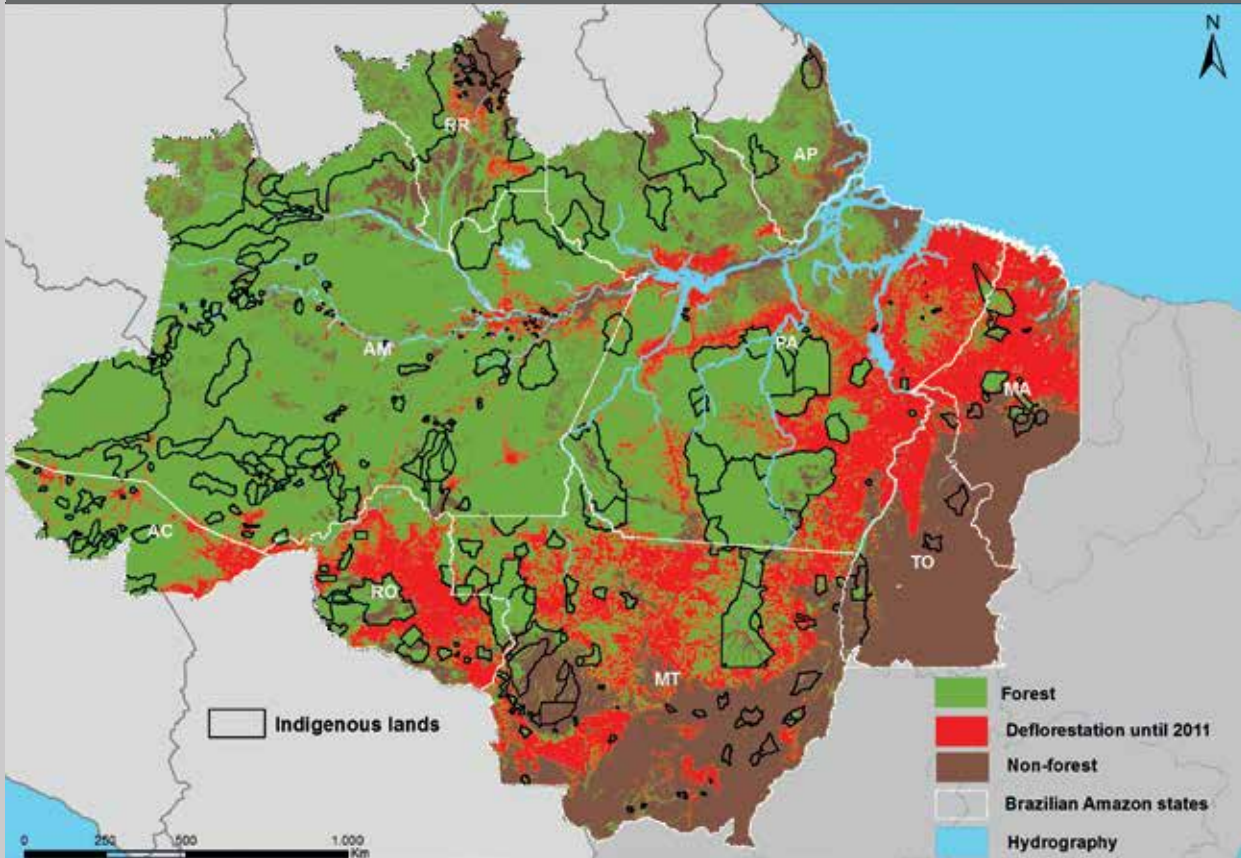 N
RR
AP
AM
PA
MA
AC
RO
TO
MT
Indigenous lands
Forest
Deflorestation until 2011
Non-forest
Brazilian Amazon states
Hydrography
0 250 500 1.000
Km